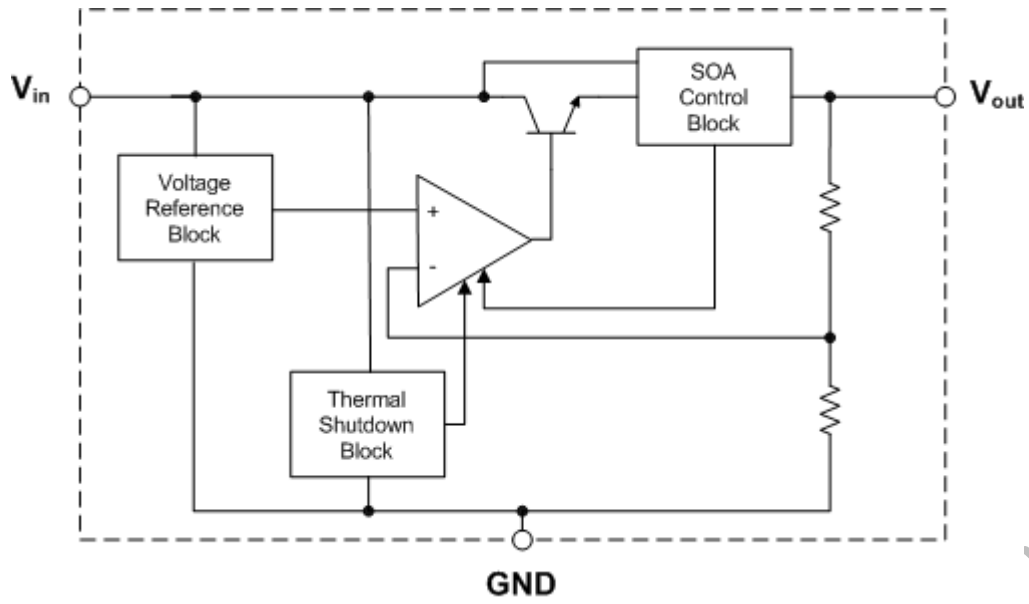 SOA
Control
Block
Vin
Vout
Voltage
Reference
Block
+
-
Thermal
Shutdown
Block
GND